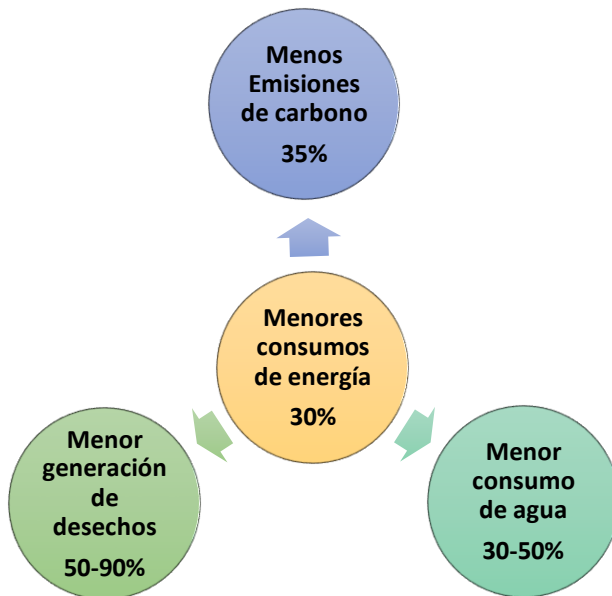 Menos
Emisiones
de carbono
35%
Menores
consumos
de energía
30%
Menor
generación
de
desechos
50-90%
Menor
consumo
de agua
30-50%